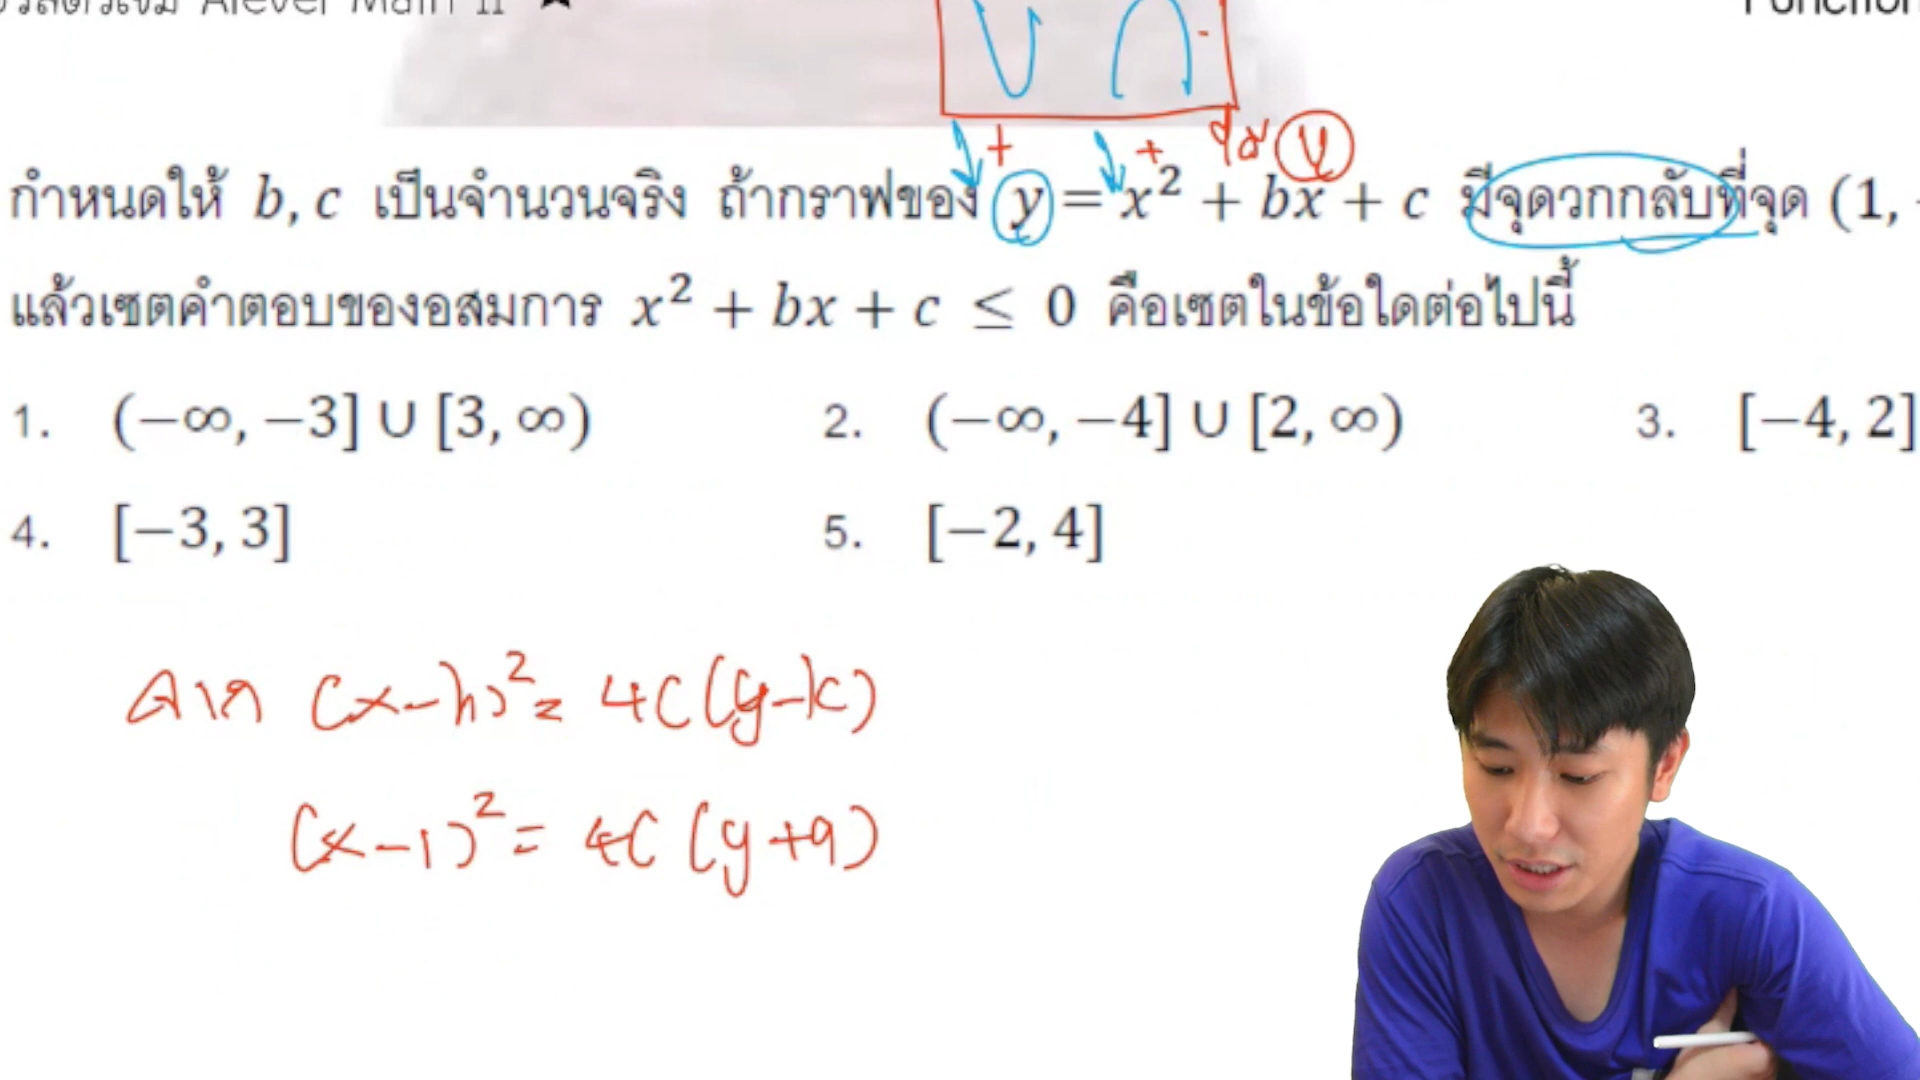 Math II ★
กำหนดให้ b, c เป็นจำนวนจริง ถ้ากราฟของ y = x² + bx + c มีจุดวกกลับที่จุด (1,
แล้วเซตคำตอบของอสมการ x² + bx + c ≤ 0 คือเซตในข้อใดต่อไปนี้
1. (−∞, −3] ∪ [3, ∞) 2. (−∞, −4] ∪ [2, ∞) 3. [−4, 2]
4. [−3, 3] 5. [−2, 4]
จาก (x-h)² = 4C(y-k)
(x-1)² = 4C(y+9)